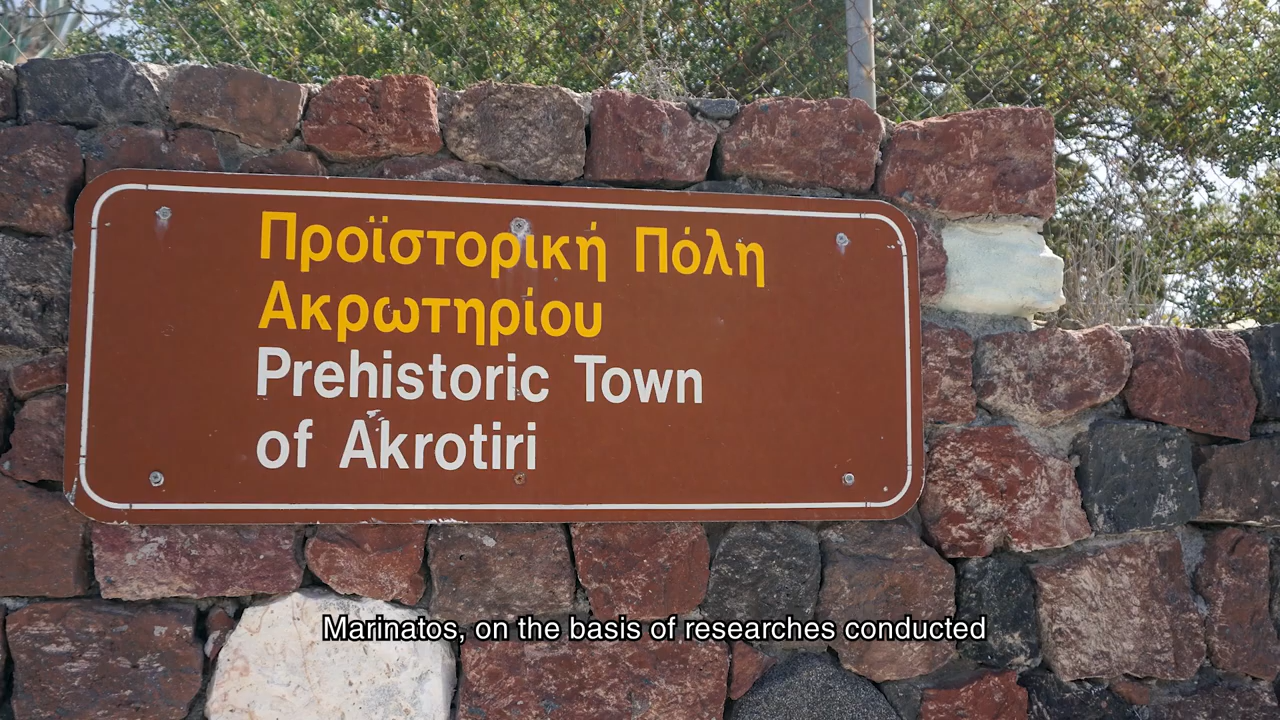 Προϊστορική Πόλη
Ακρωτηρίου
Prehistoric Town
of Akrotiri
Marinatos, on the basis of researches conducted